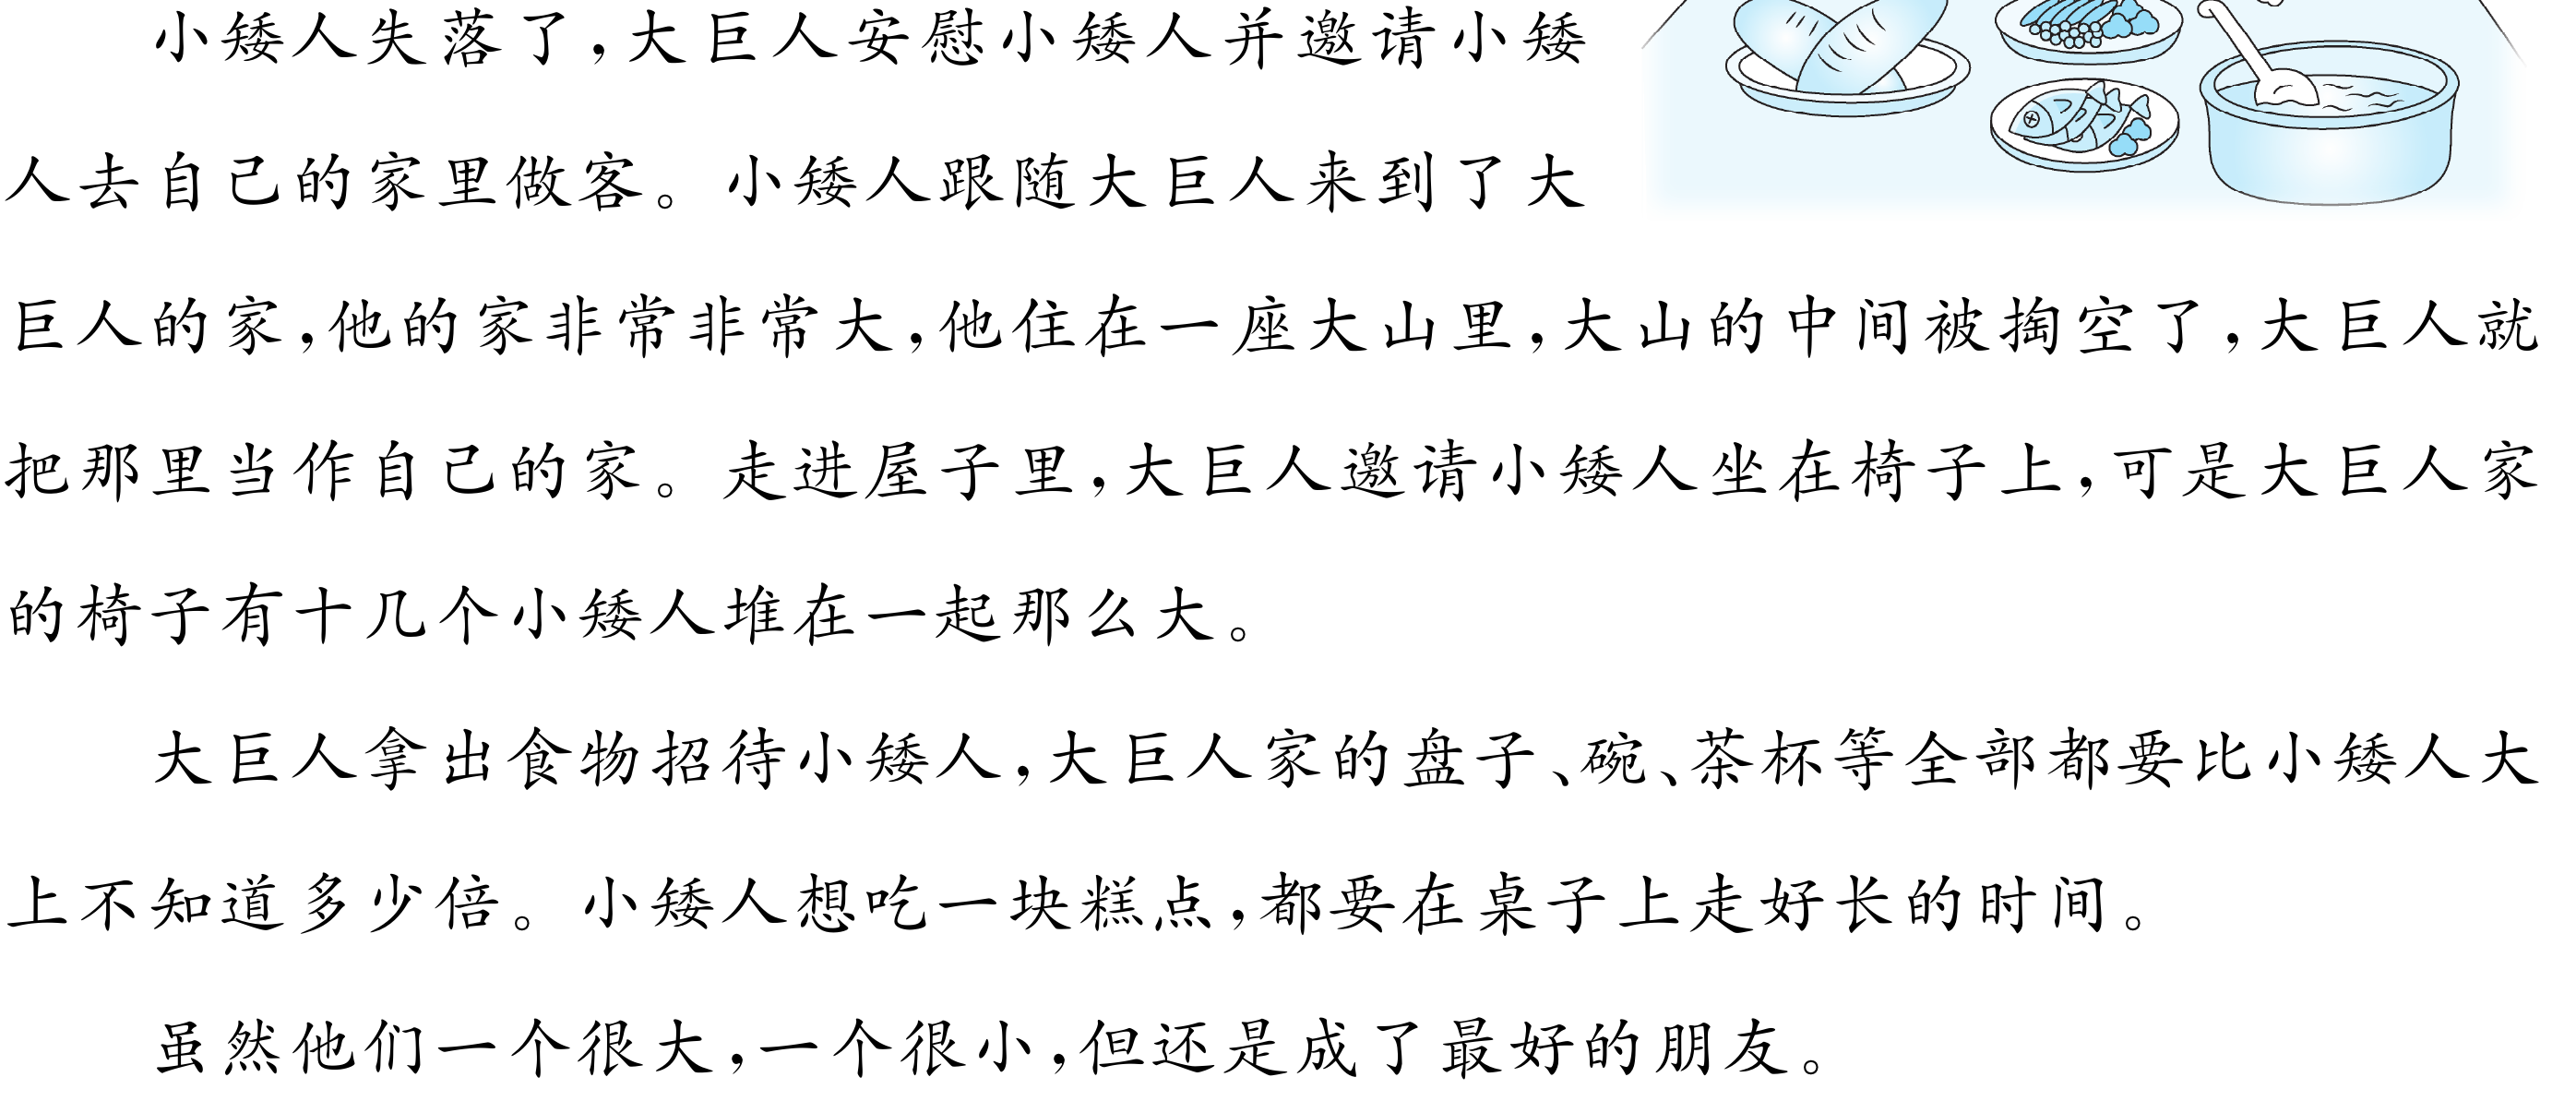 小矮人失落了,大巨人安慰小矮人并邀请小矮
人去自己的家里做客。小矮人跟随大巨人来到了大
巨人的家,他的家非常非常大,他住在一座大山里,大山的中间被掏空了,大巨人就
把那里当作自己的家。走进屋子里,大巨人邀请小矮人坐在椅子上,可是大巨人家
的椅子有十几个小矮人堆在一起那么大。
大巨人拿出食物招待小矮人,大巨人家的盘子、碗、茶杯等全部都要比小矮人大
上不知道多少倍。小矮人想吃一块糕点,都要在桌子上走好长的时间。
虽然他们一个很大,一个很小,但还是成了最好的朋友。